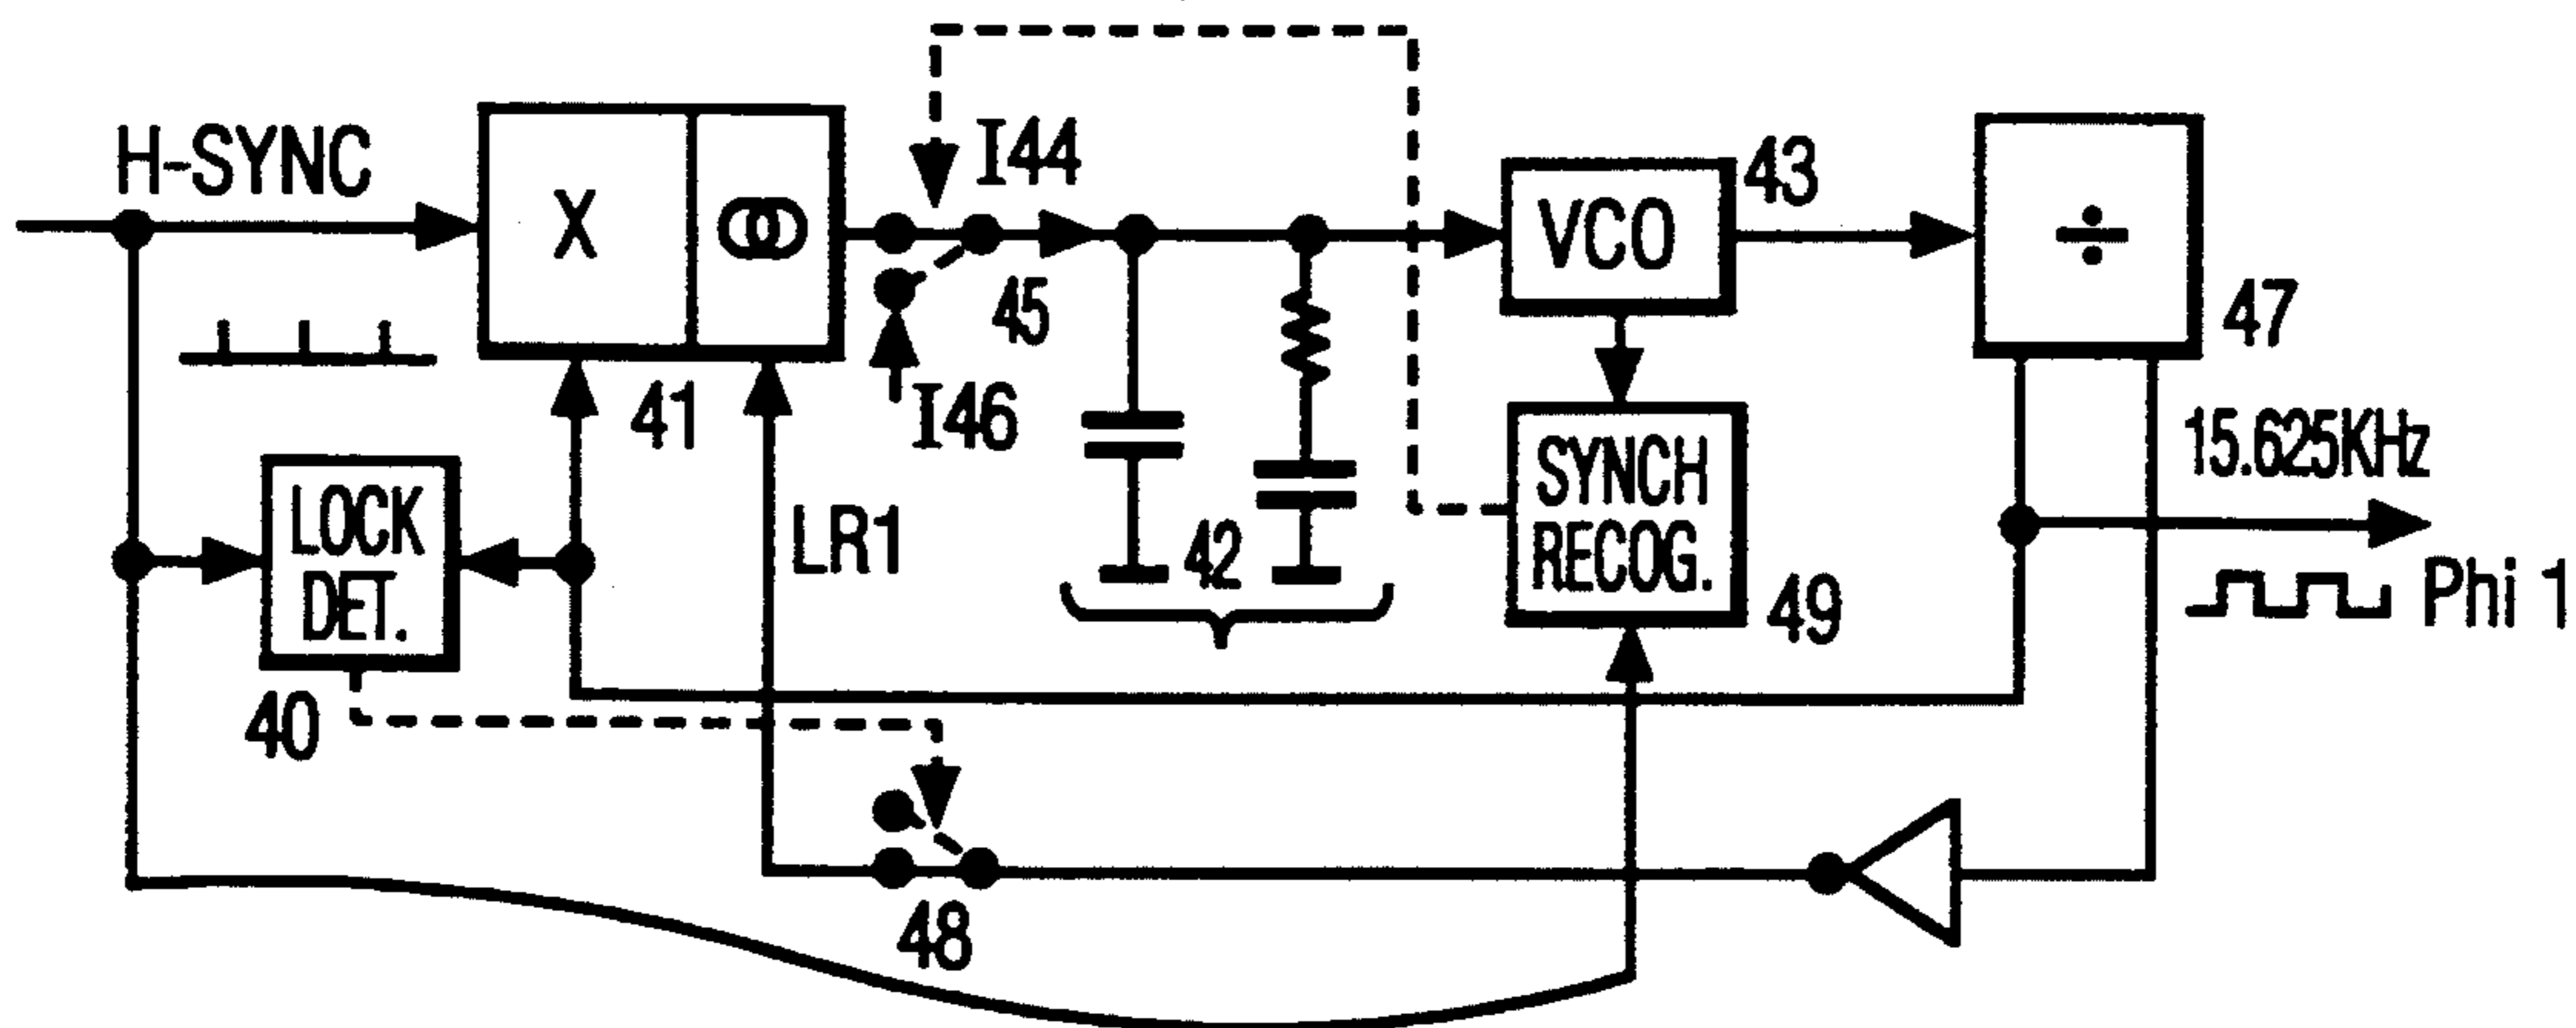 H-SYNC
X
I44
VCO
43
÷
45
47
41
I46
15.625KHz
LOCK
DET.
LR1
42
SYNCH
RECOG.
49
Phi 1
40
48